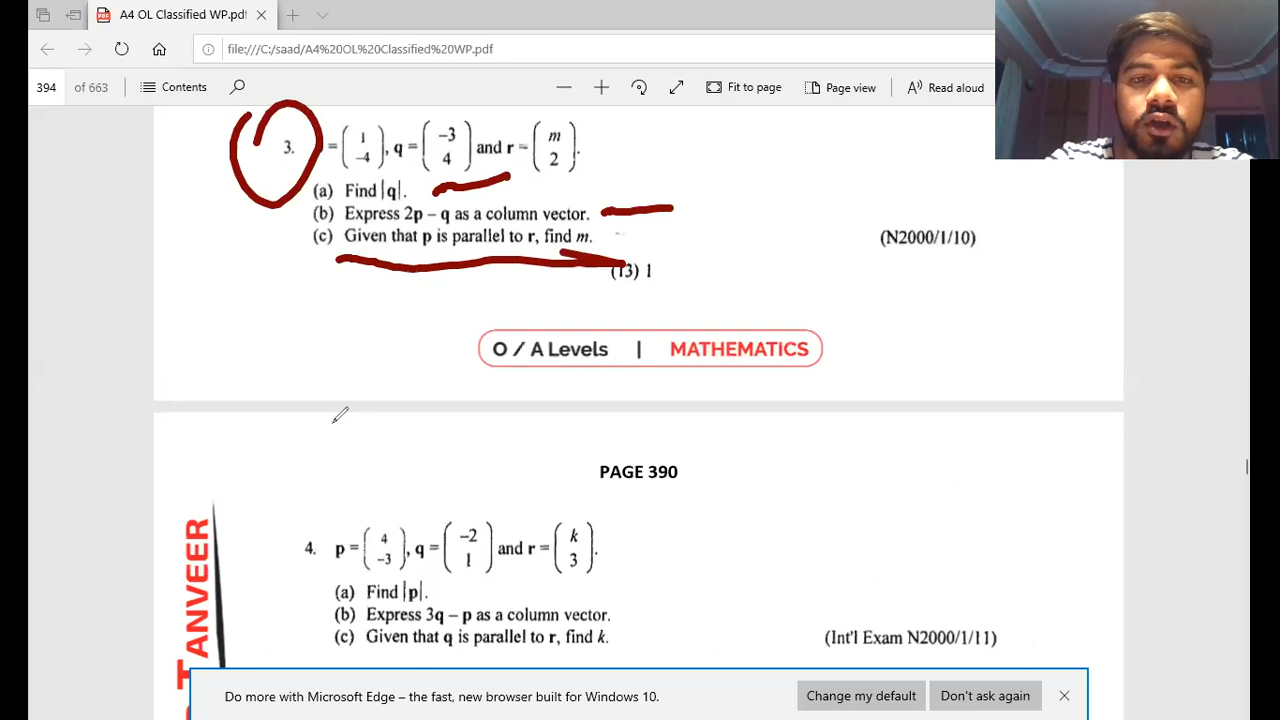 A4 OL Classified WP.pdf
file:///C:/saad/A4%20OL%20Classified%20WP.pdf
394 of 663 Contents Fit to page Page view Read aloud
3. = ( 1 -4 ), q = ( -3 4 ) and r = ( m 2 ).
(a) Find |q|.
(b) Express 2p – q as a column vector.
(c) Given that p is parallel to r, find m. (N2000/1/10)
(13) 1
O / A Levels | MATHEMATICS
PAGE 390
TANVEER
4. p = ( 4 -3 ), q = ( -2 1 ) and r = ( k 3 ).
(a) Find |p|.
(b) Express 3q – p as a column vector.
(c) Given that q is parallel to r, find k. (Int'l Exam N2000/1/11)
Do more with Microsoft Edge – the fast, new browser built for Windows 10. Change my default Don't ask again